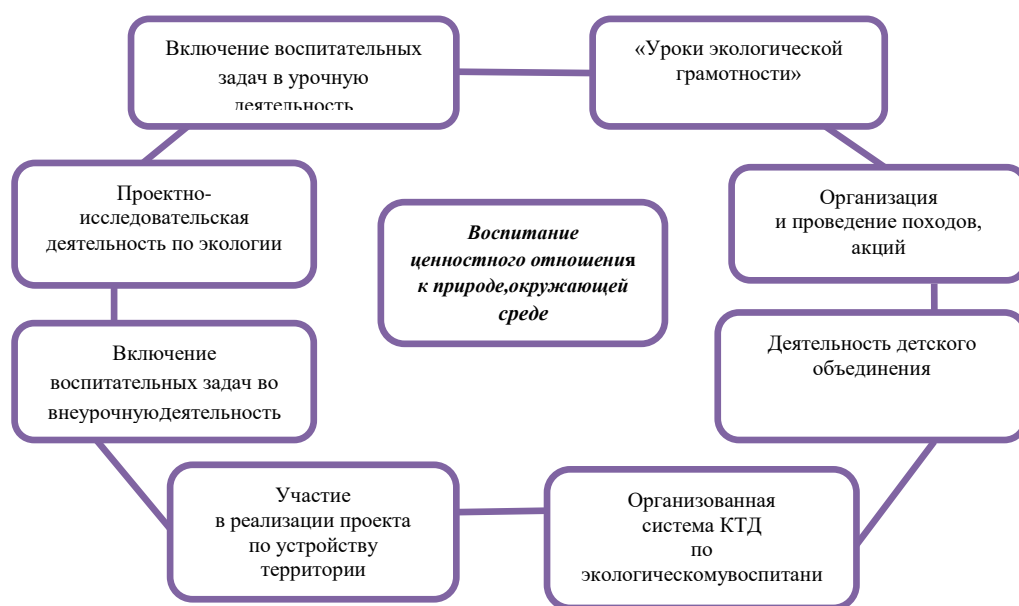 Включение воспитательных
задач в урочную
деятельность
«Уроки экологической
грамотности»
Проектно-
исследовательская
деятельность по экологии
Воспитание
ценностного отношения
к природе,окружающей
среде
Организация
и проведение походов,
акций
Включение
воспитательных задач во
внеурочнуюдеятельность
Деятельность детского
объединения
Участие
в реализации проекта
по устройству
территории
Организованная
система КТД
по
экологическомувоспитани